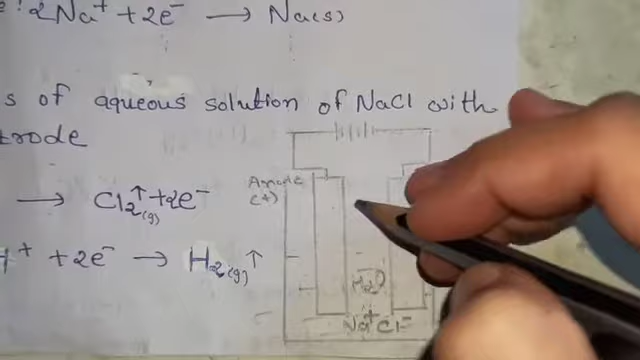 e: 2Na⁺ + 2e⁻ ⟶ Na(s)
s of aqueous solution of NaCl with
trode
⟶ Cl₂(g)↑ + 2e⁻
H⁺ + 2e⁻ → H₂(g)↑
Anode
(+)
H₂O
Na⁺Cl⁻